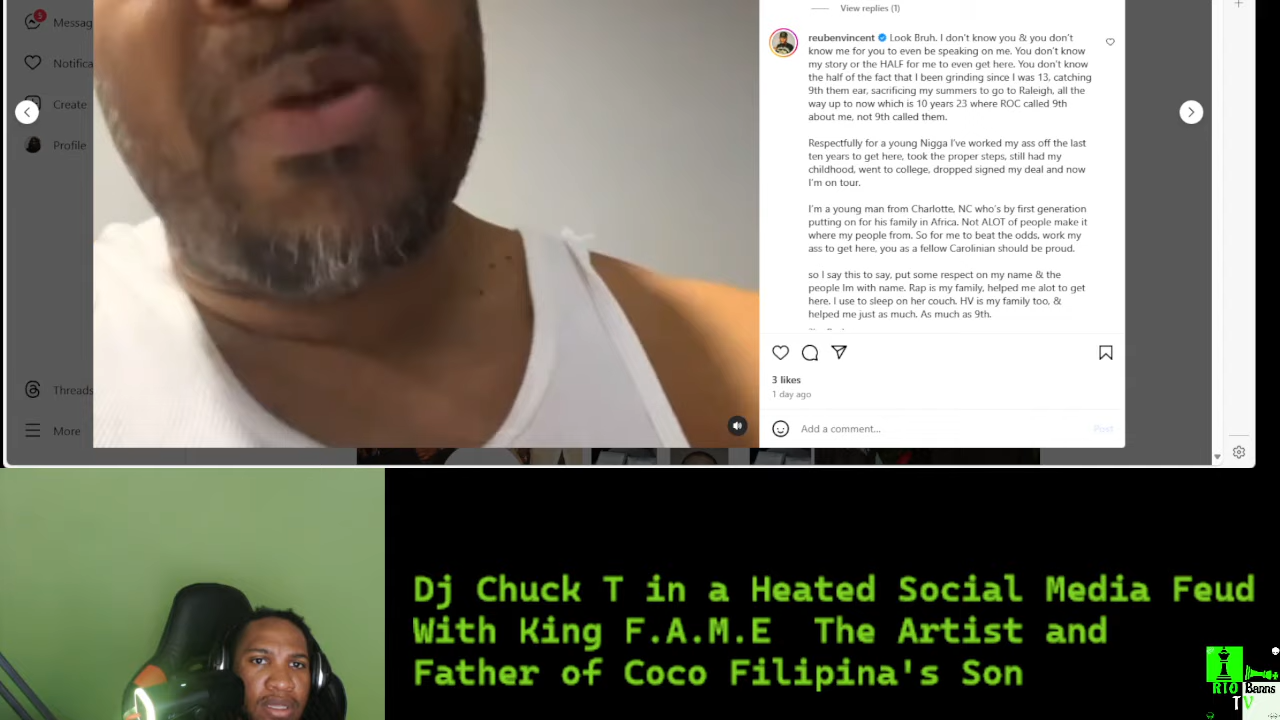 Messag
5
Notifica
Create
Profile
Threads
More
View replies (1)
reubenvincent Look Bruh. I don't know you & you don't
know me for you to even be speaking on me. You don't know
my story or the HALF for me to even get here. You don't know
the half of the fact that I been grinding since I was 13, catching
9th them ear, sacrificing my summers to go to Raleigh, all the
way up to now which is 10 years 23 where ROC called 9th
about me, not 9th called them.
Respectfully for a young Nigga I've worked my ass off the last
ten years to get here, took the proper steps, still had my
childhood, went to college, dropped signed my deal and now
I'm on tour.
I'm a young man from Charlotte, NC who's by first generation
putting on for his family in Africa. Not ALOT of people make it
where my people from. So for me to beat the odds, work my
ass to get here, you as a fellow Carolinian should be proud.
so I say this to say, put some respect on my name & the
people Im with name. Rap is my family, helped me alot to get
here. I use to sleep on her couch. HV is my family too, &
helped me just as much. As much as 9th.
3 likes
1 day ago
Add a comment...
Post
Dj Chuck T in a Heated Social Media Feud
With King F.A.M.E The Artist and
Father of Coco Filipina's Son
RIO Banns
TV